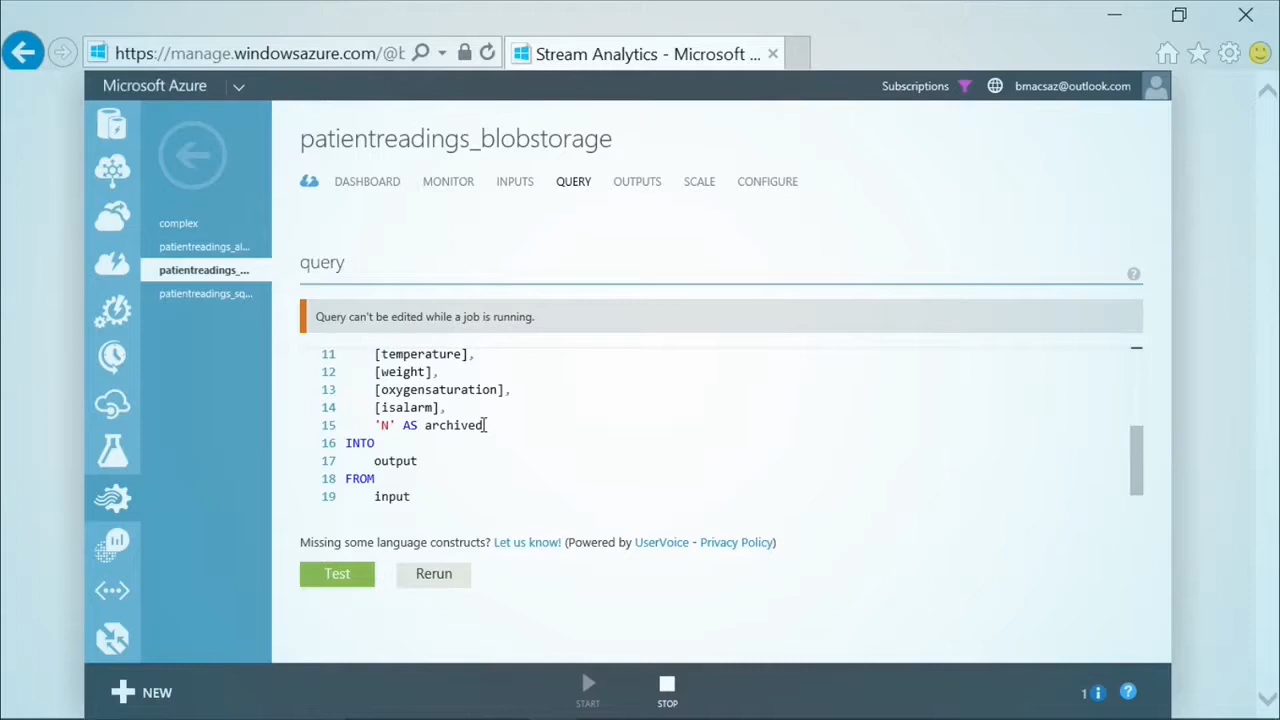 https://manage.windowsazure.com/@b
Stream Analytics - Microsoft ...
Microsoft Azure
Subscriptions
bmacsaz@outlook.com
complex
patientreadings_al...
patientreadings_...
patientreadings_sq...
patientreadings_blobstorage
DASHBOARD MONITOR INPUTS QUERY OUTPUTS SCALE CONFIGURE
query
?
Query can't be edited while a job is running.
11 [temperature],
12 [weight],
13 [oxygensaturation],
14 [isalarm],
15 'N' AS archived
16 INTO
17 output
18 FROM
19 input
Missing some language constructs? Let us know! (Powered by UserVoice - Privacy Policy)
Test Rerun
NEW
START
STOP
1
?